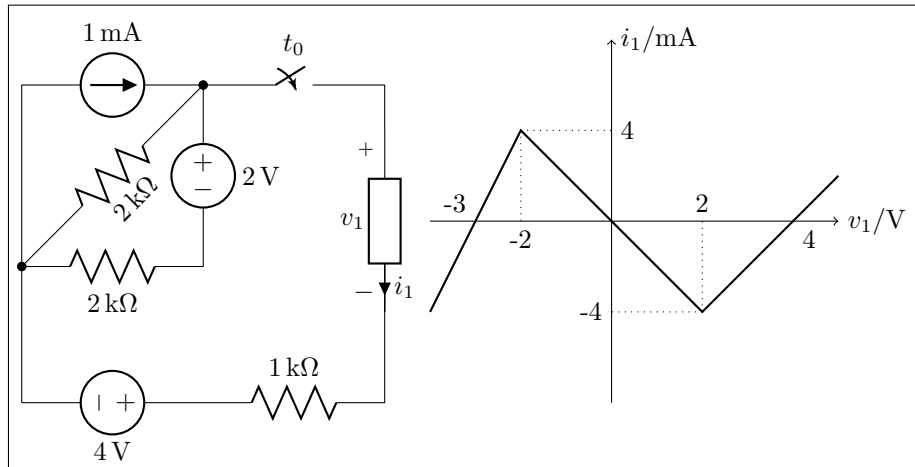 1 mA
t₀
i₁/mA
+
4
2 kΩ
+
−
2 V
v₁
-3
2
v₁/V
-2
4
2 kΩ
−
i₁
-4
1 kΩ
− +
4 V